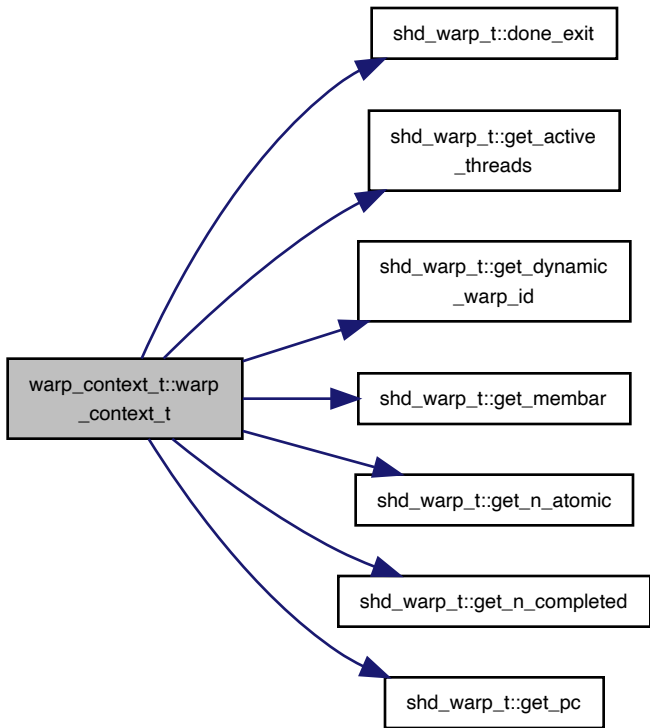 shd_warp_t::done_exit
shd_warp_t::get_active
_threads
shd_warp_t::get_dynamic
_warp_id
warp_context_t::warp
_context_t
shd_warp_t::get_membar
shd_warp_t::get_n_atomic
shd_warp_t::get_n_completed
shd_warp_t::get_pc